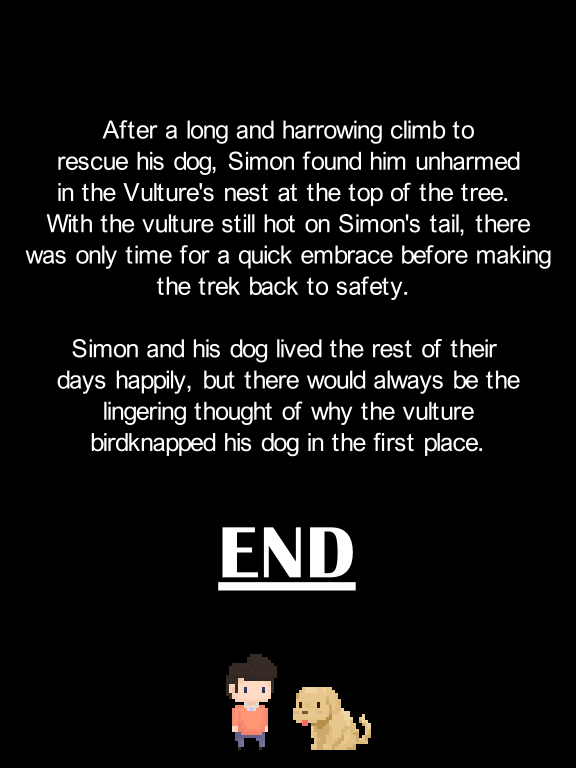 After a long and harrowing climb to
rescue his dog, Simon found him unharmed
in the Vulture's nest at the top of the tree.
With the vulture still hot on Simon's tail, there
was only time for a quick embrace before making
the trek back to safety.
Simon and his dog lived the rest of their
days happily, but there would always be the
lingering thought of why the vulture
birdknapped his dog in the first place.
END